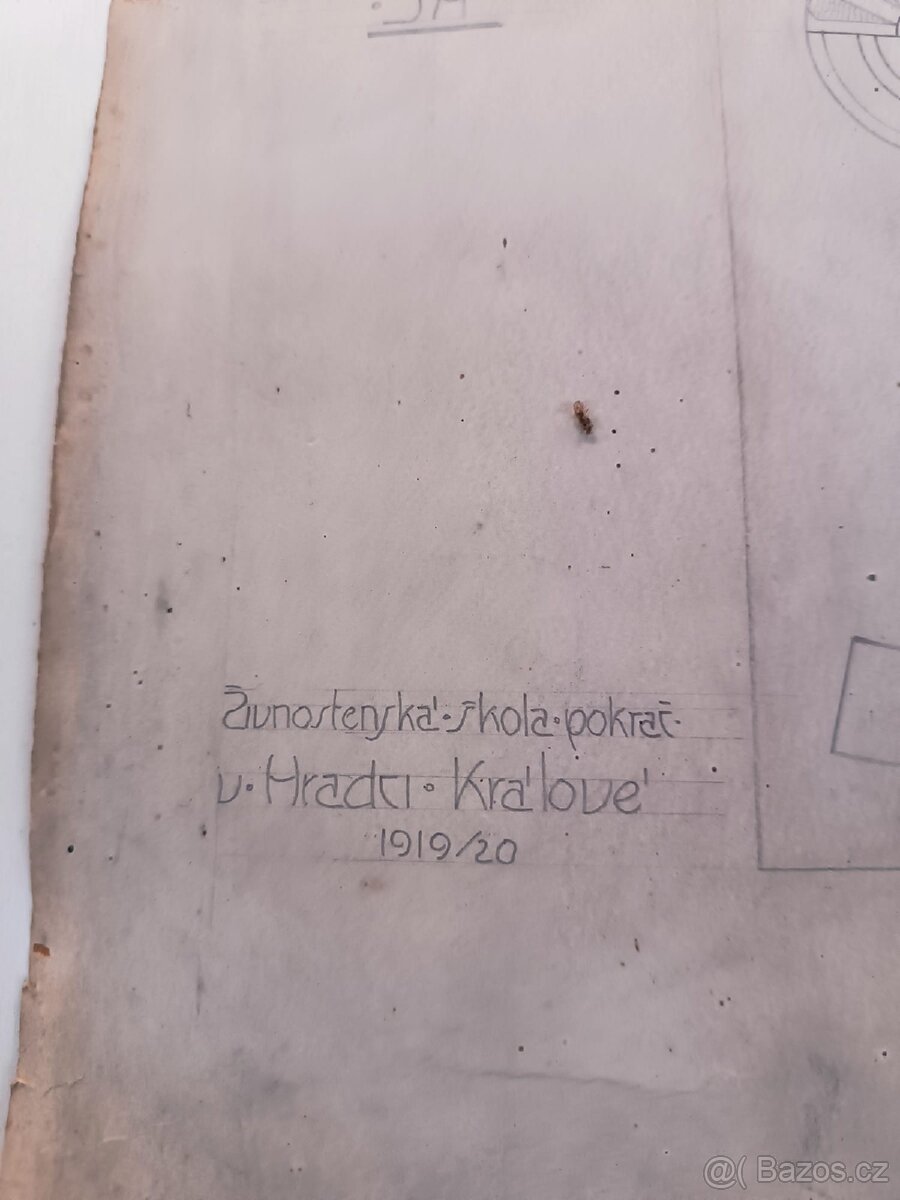 Živnostenská·škola·pokrač·
v·Hradci·Králové
1919/20
@( Bazos.cz